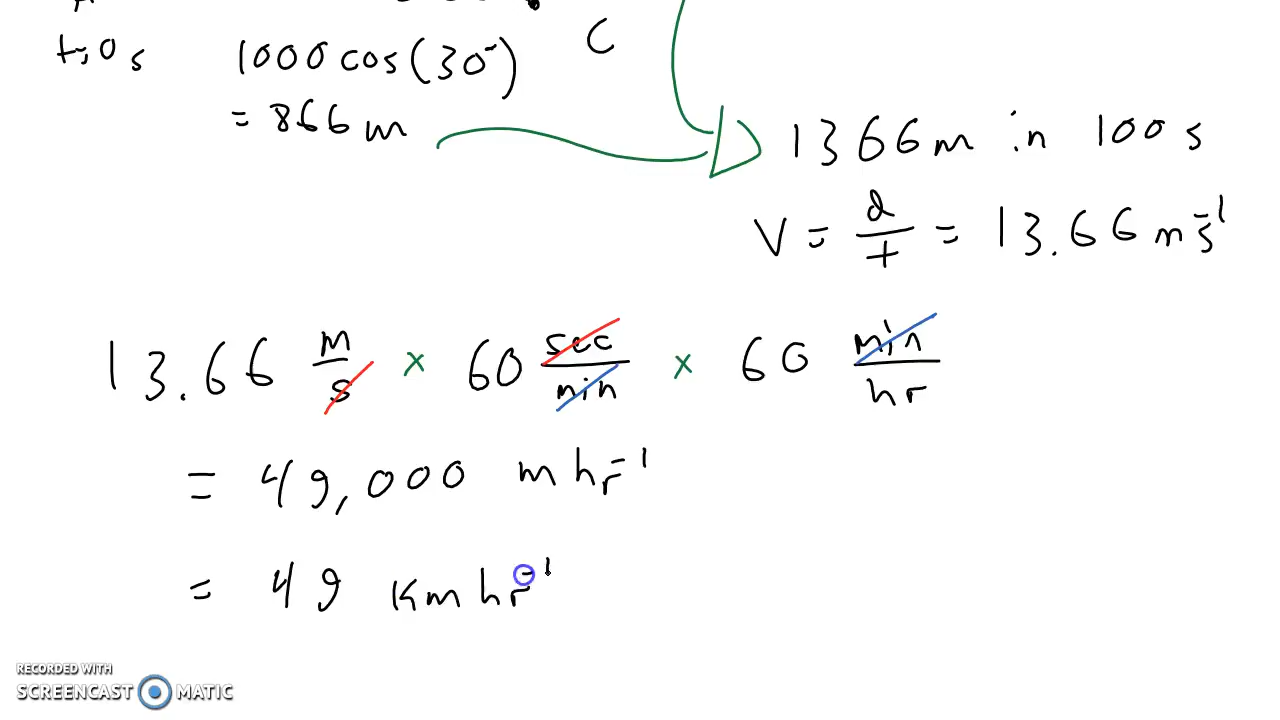 t=0s 1000 cos(30°) C
= 866 m
1366 m in 100 s
V = d/t = 13.66 ms⁻¹
13.66 m/s × 60 sec/min × 60 min/hr
= 49,000 m hr⁻¹
= 49 Km hr⁻¹
RECORDED WITH
SCREENCAST MATIC